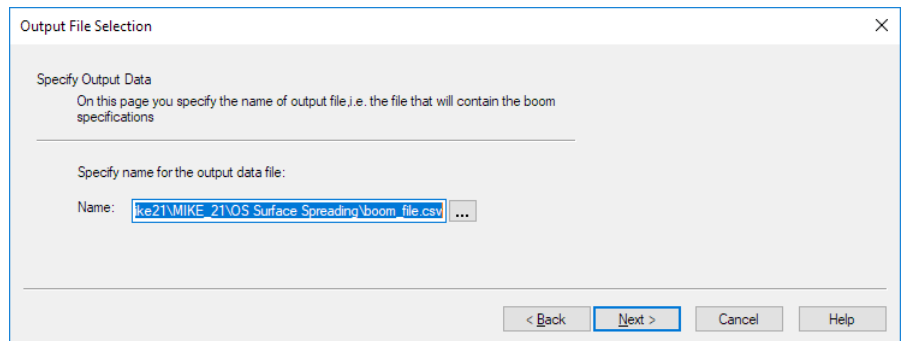 Output File Selection
Specify Output Data
On this page you specify the name of output file,i.e. the file that will contain the boom
specifications
Specify name for the output data file:
Name: ike21\MIKE_21\OS Surface Spreading\boom_file.csv ...
< Back Next > Cancel Help